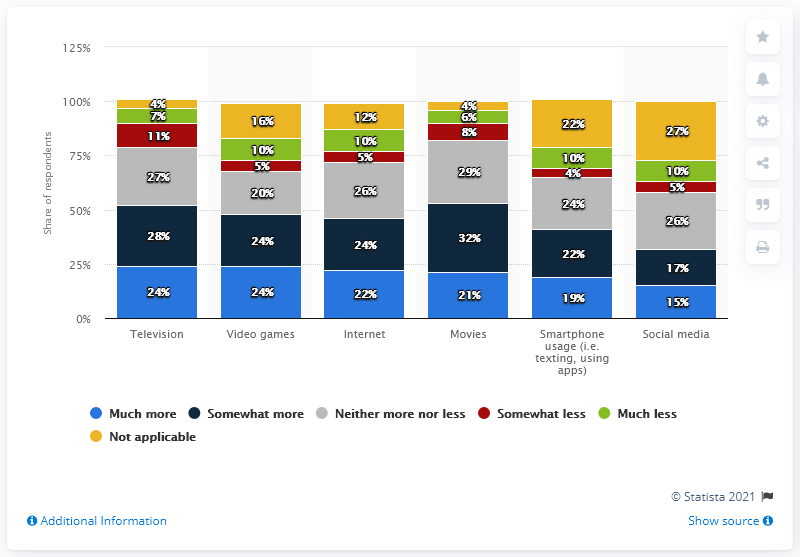 125%
100%
75%
50%
25%
0%
Share of respondents
4% 16% 12% 4% 22% 27%
7% 10% 10% 6% 10% 10%
11% 5% 5% 8% 4% 5%
27% 20% 26% 29% 24% 26%
28% 24% 24% 32% 22% 17%
24% 24% 22% 21% 19% 15%
Television Video games Internet Movies Smartphone Social media
usage (i.e.
texting, using
apps)
Much more Somewhat more Neither more nor less Somewhat less Much less
Not applicable
© Statista 2021
Additional Information Show source